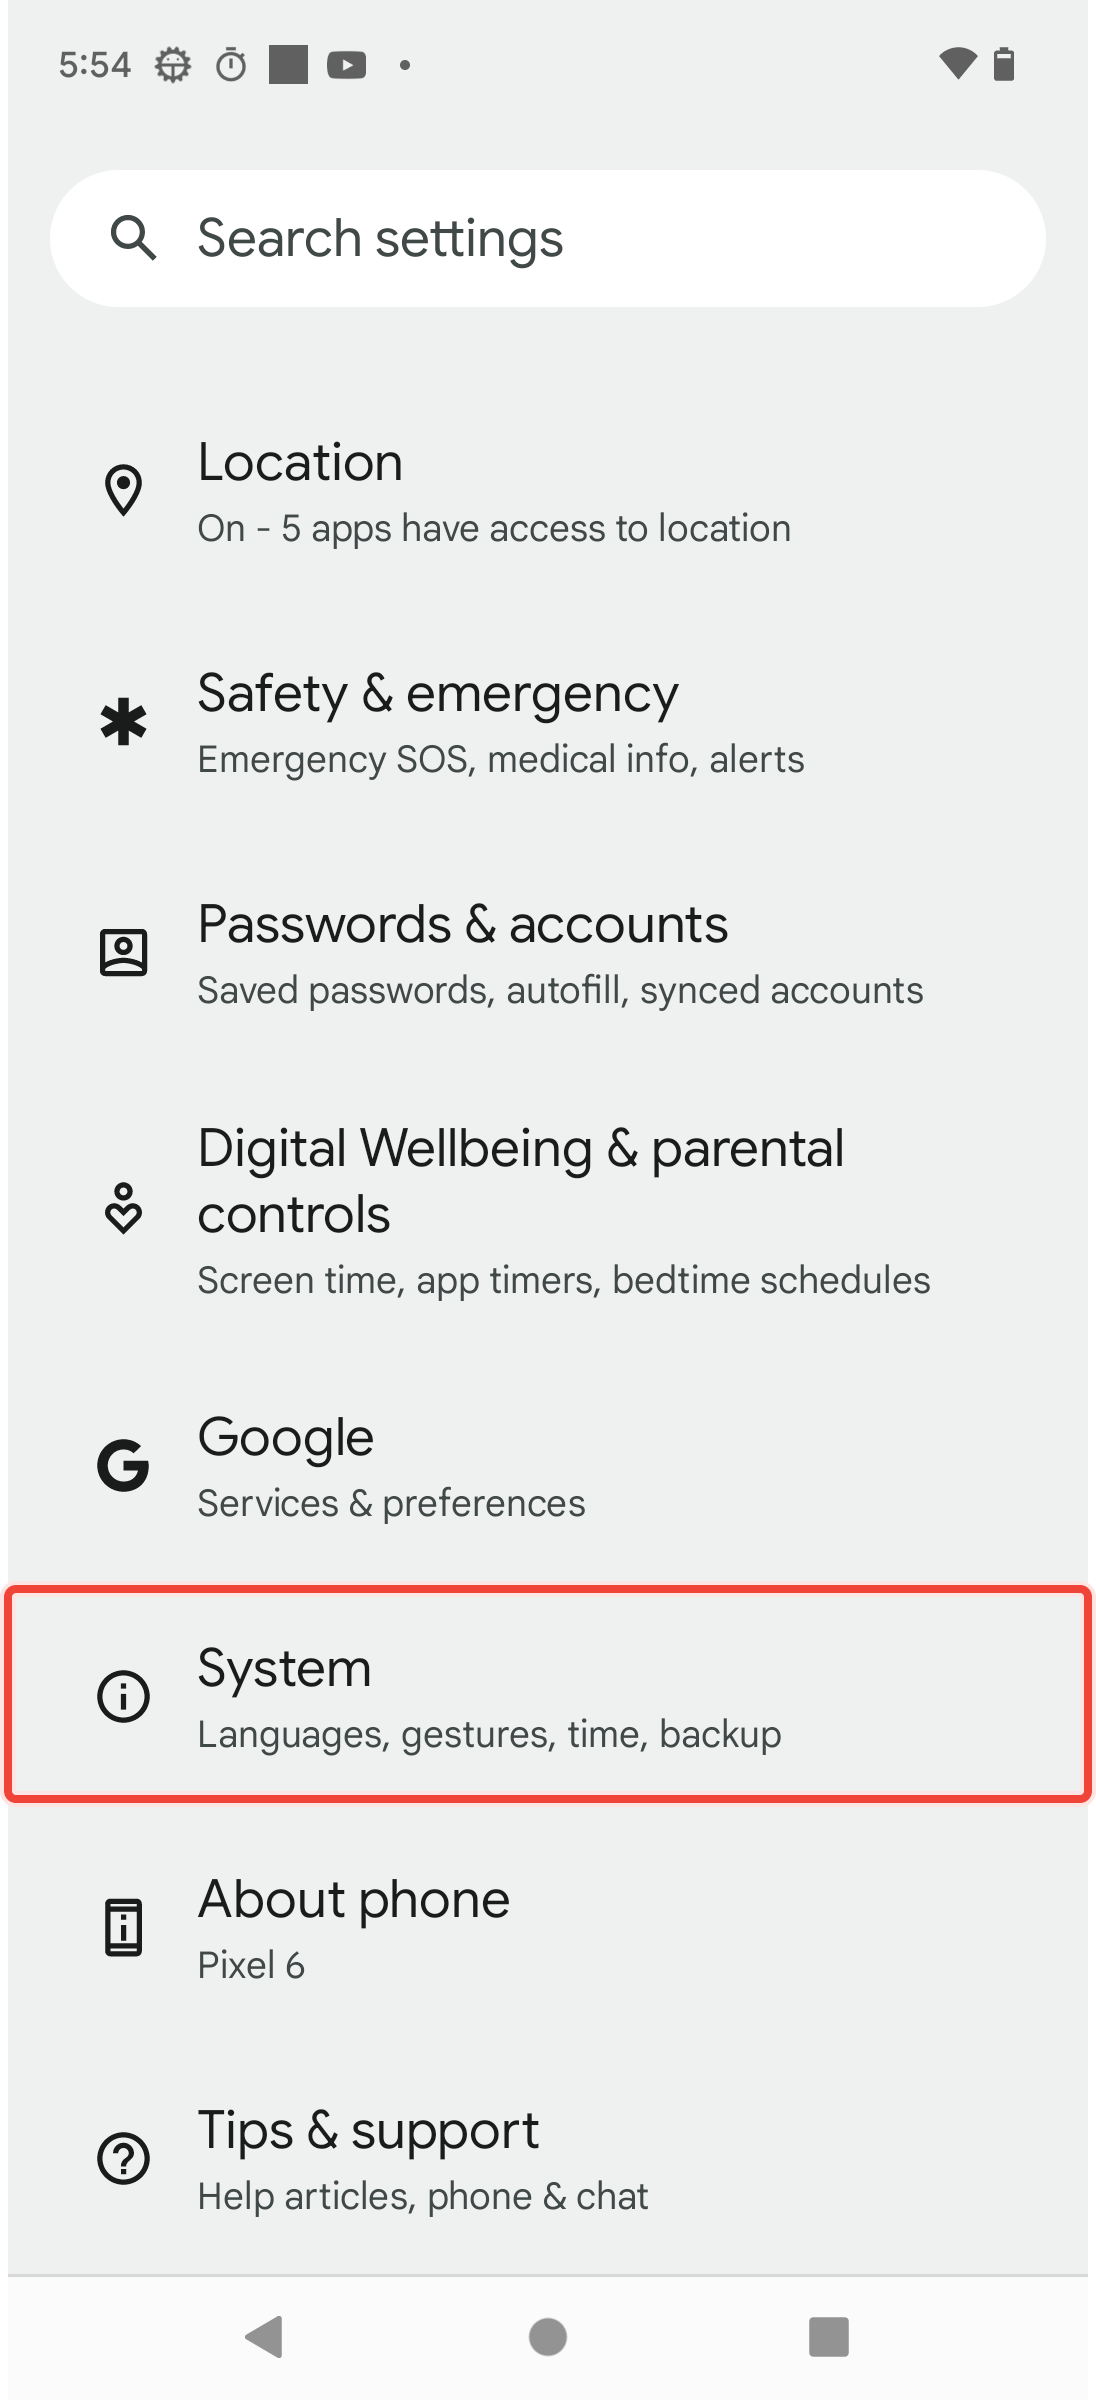 5:54
Search settings
Location
On - 5 apps have access to location
Safety & emergency
Emergency SOS, medical info, alerts
Passwords & accounts
Saved passwords, autofill, synced accounts
Digital Wellbeing & parental
controls
Screen time, app timers, bedtime schedules
Google
Services & preferences
System
Languages, gestures, time, backup
About phone
Pixel 6
Tips & support
Help articles, phone & chat